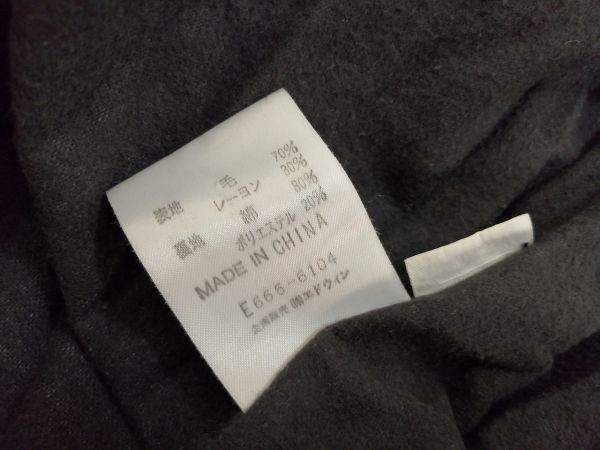 表地 毛 70%
レーヨン 30%
裏地 綿 80%
ポリエステル 20%
MADE IN CHINA
E665-6104
企画販売 ㈱エドウィン